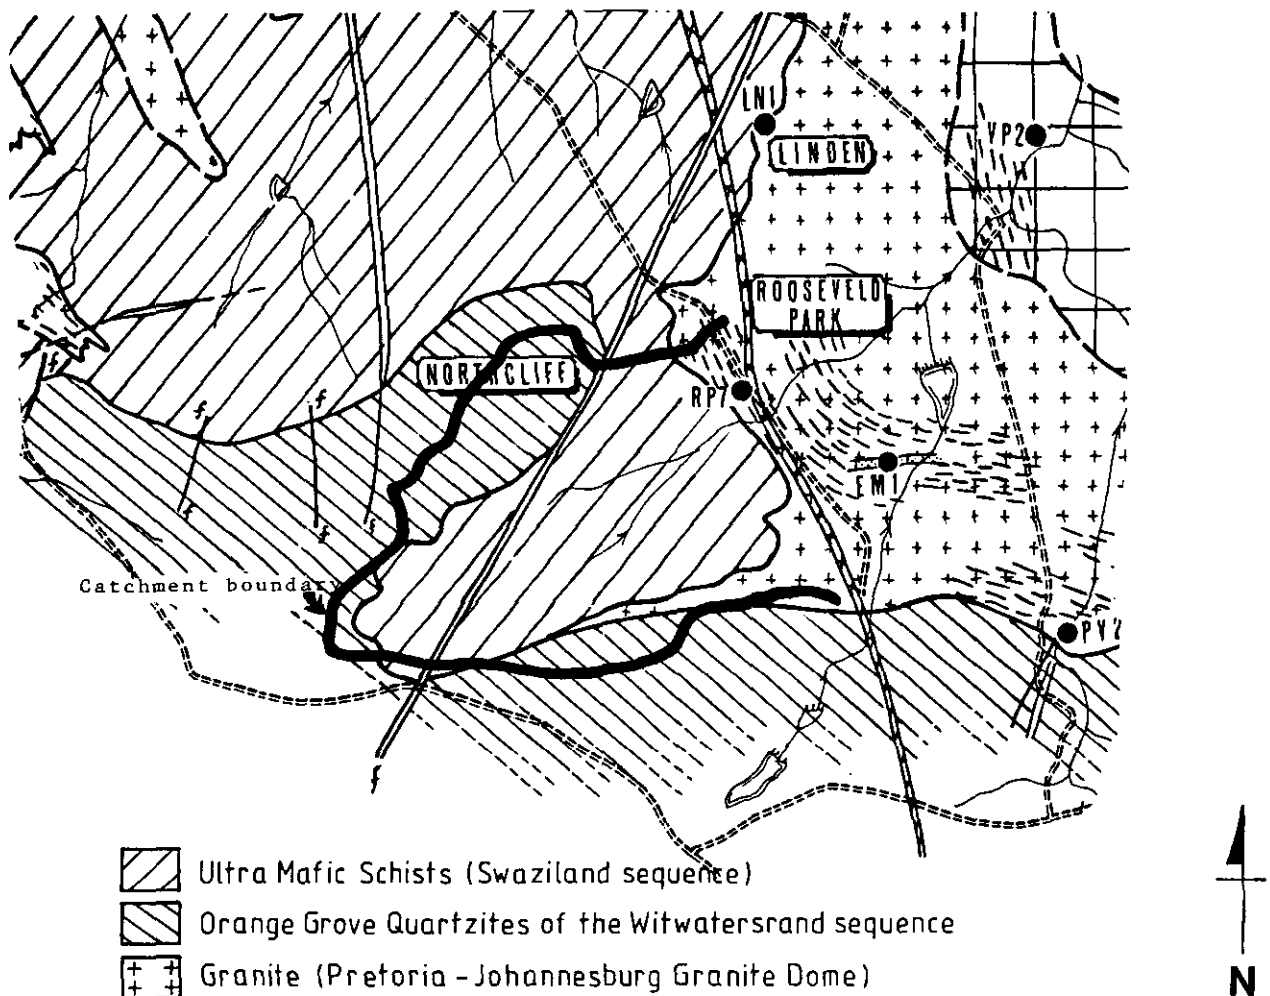 LN1
LINDEN
VP2
ROOSEVELD
PARK
NORTHCLIFF
RP7
f
f
f
EM1
f
f
f
Catchment boundary
PV2
f
Ultra Mafic Schists (Swaziland sequence)
Orange Grove Quartzites of the Witwatersrand sequence
Granite (Pretoria - Johannesburg Granite Dome)
N